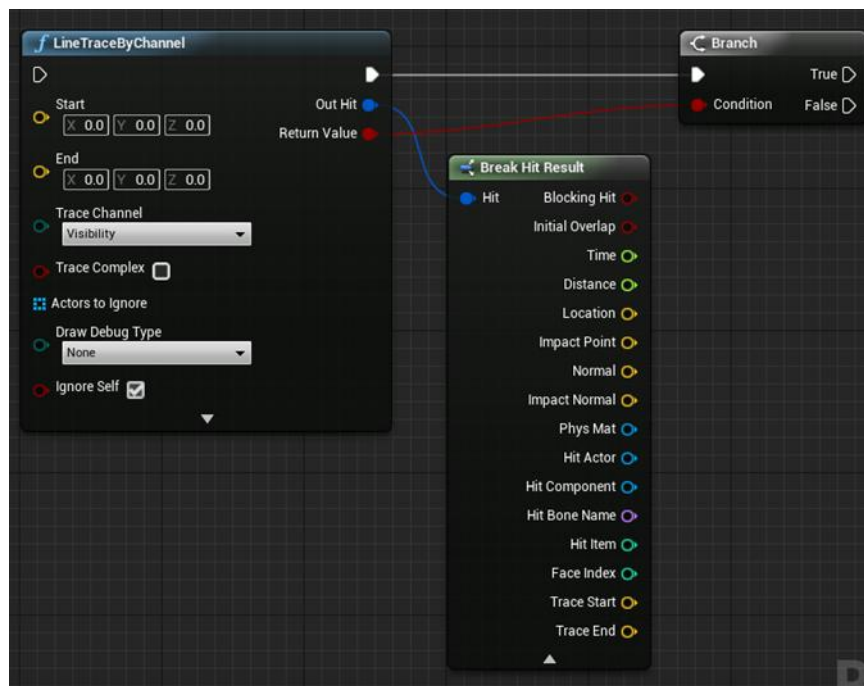 LineTraceByChannel
Start
X 0.0 Y 0.0 Z 0.0
End
X 0.0 Y 0.0 Z 0.0
Trace Channel
Visibility
Trace Complex
Actors to Ignore
Draw Debug Type
None
Ignore Self
Out Hit
Return Value
Break Hit Result
Hit
Blocking Hit
Initial Overlap
Time
Distance
Location
Impact Point
Normal
Impact Normal
Phys Mat
Hit Actor
Hit Component
Hit Bone Name
Hit Item
Face Index
Trace Start
Trace End
Branch
Condition
True
False